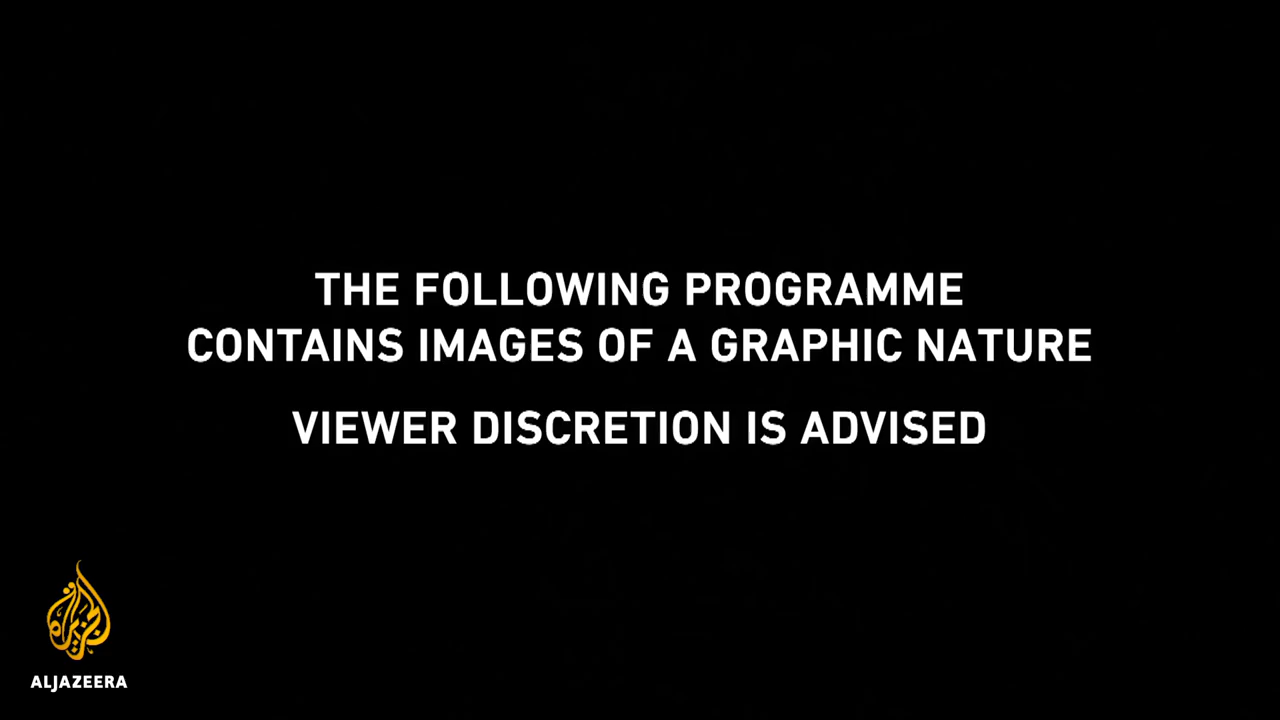 THE FOLLOWING PROGRAMME
CONTAINS IMAGES OF A GRAPHIC NATURE
VIEWER DISCRETION IS ADVISED
الجزيرة
ALJAZEERA